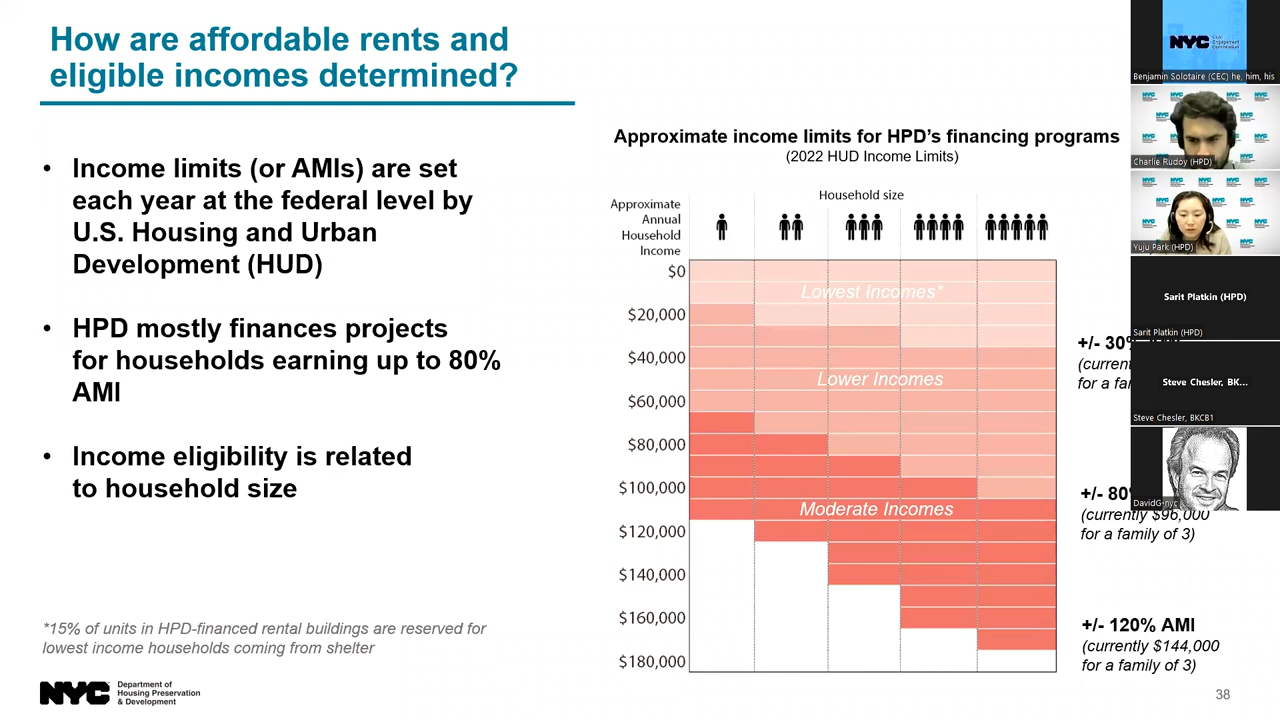 How are affordable rents and
eligible incomes determined?
• Income limits (or AMIs) are set
each year at the federal level by
U.S. Housing and Urban
Development (HUD)
• HPD mostly finances projects
for households earning up to 80%
AMI
• Income eligibility is related
to household size
*15% of units in HPD-financed rental buildings are reserved for
lowest income households coming from shelter
NYC
Department of
Housing Preservation
& Development
Approximate income limits for HPD's financing programs
(2022 HUD Income Limits)
Household size
Approximate
Annual
Household
Income
$0
$20,000
$40,000
$60,000
$80,000
$100,000
$120,000
$140,000
$160,000
$180,000
Lowest Incomes*
Lower Incomes
Moderate Incomes
+/- 30%
(current
for a fa
+/- 80
(currently $96,000
for a family of 3)
+/- 120% AMI
(currently $144,000
for a family of 3)
38
NYC
Civic
Engagement
Commission
Benjamin Solotaire (CEC) he, him, his
Charlie Rudoy (HPD)
Yuju Park (HPD)
Sarit Platkin (HPD)
Sarit Platkin (HPD)
Steve Chesler, BK...
Steve Chesler, BKCB1
DavidG-nyc